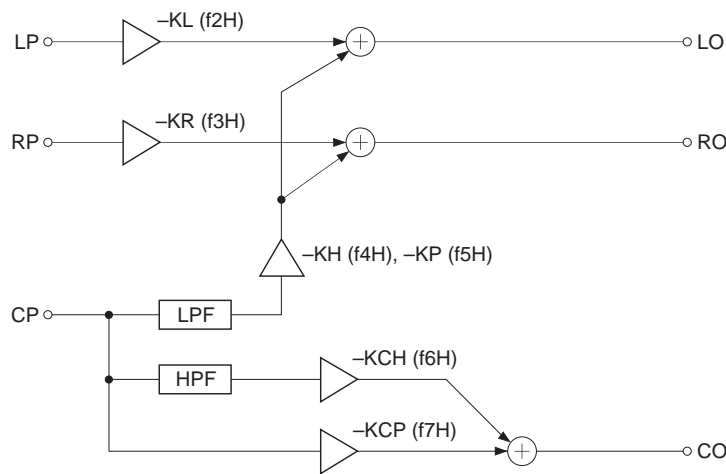 –KL (f2H)
LP
LO
–KR (f3H)
RP
RO
–KH (f4H), –KP (f5H)
CP
LPF
–KCH (f6H)
HPF
–KCP (f7H)
CO